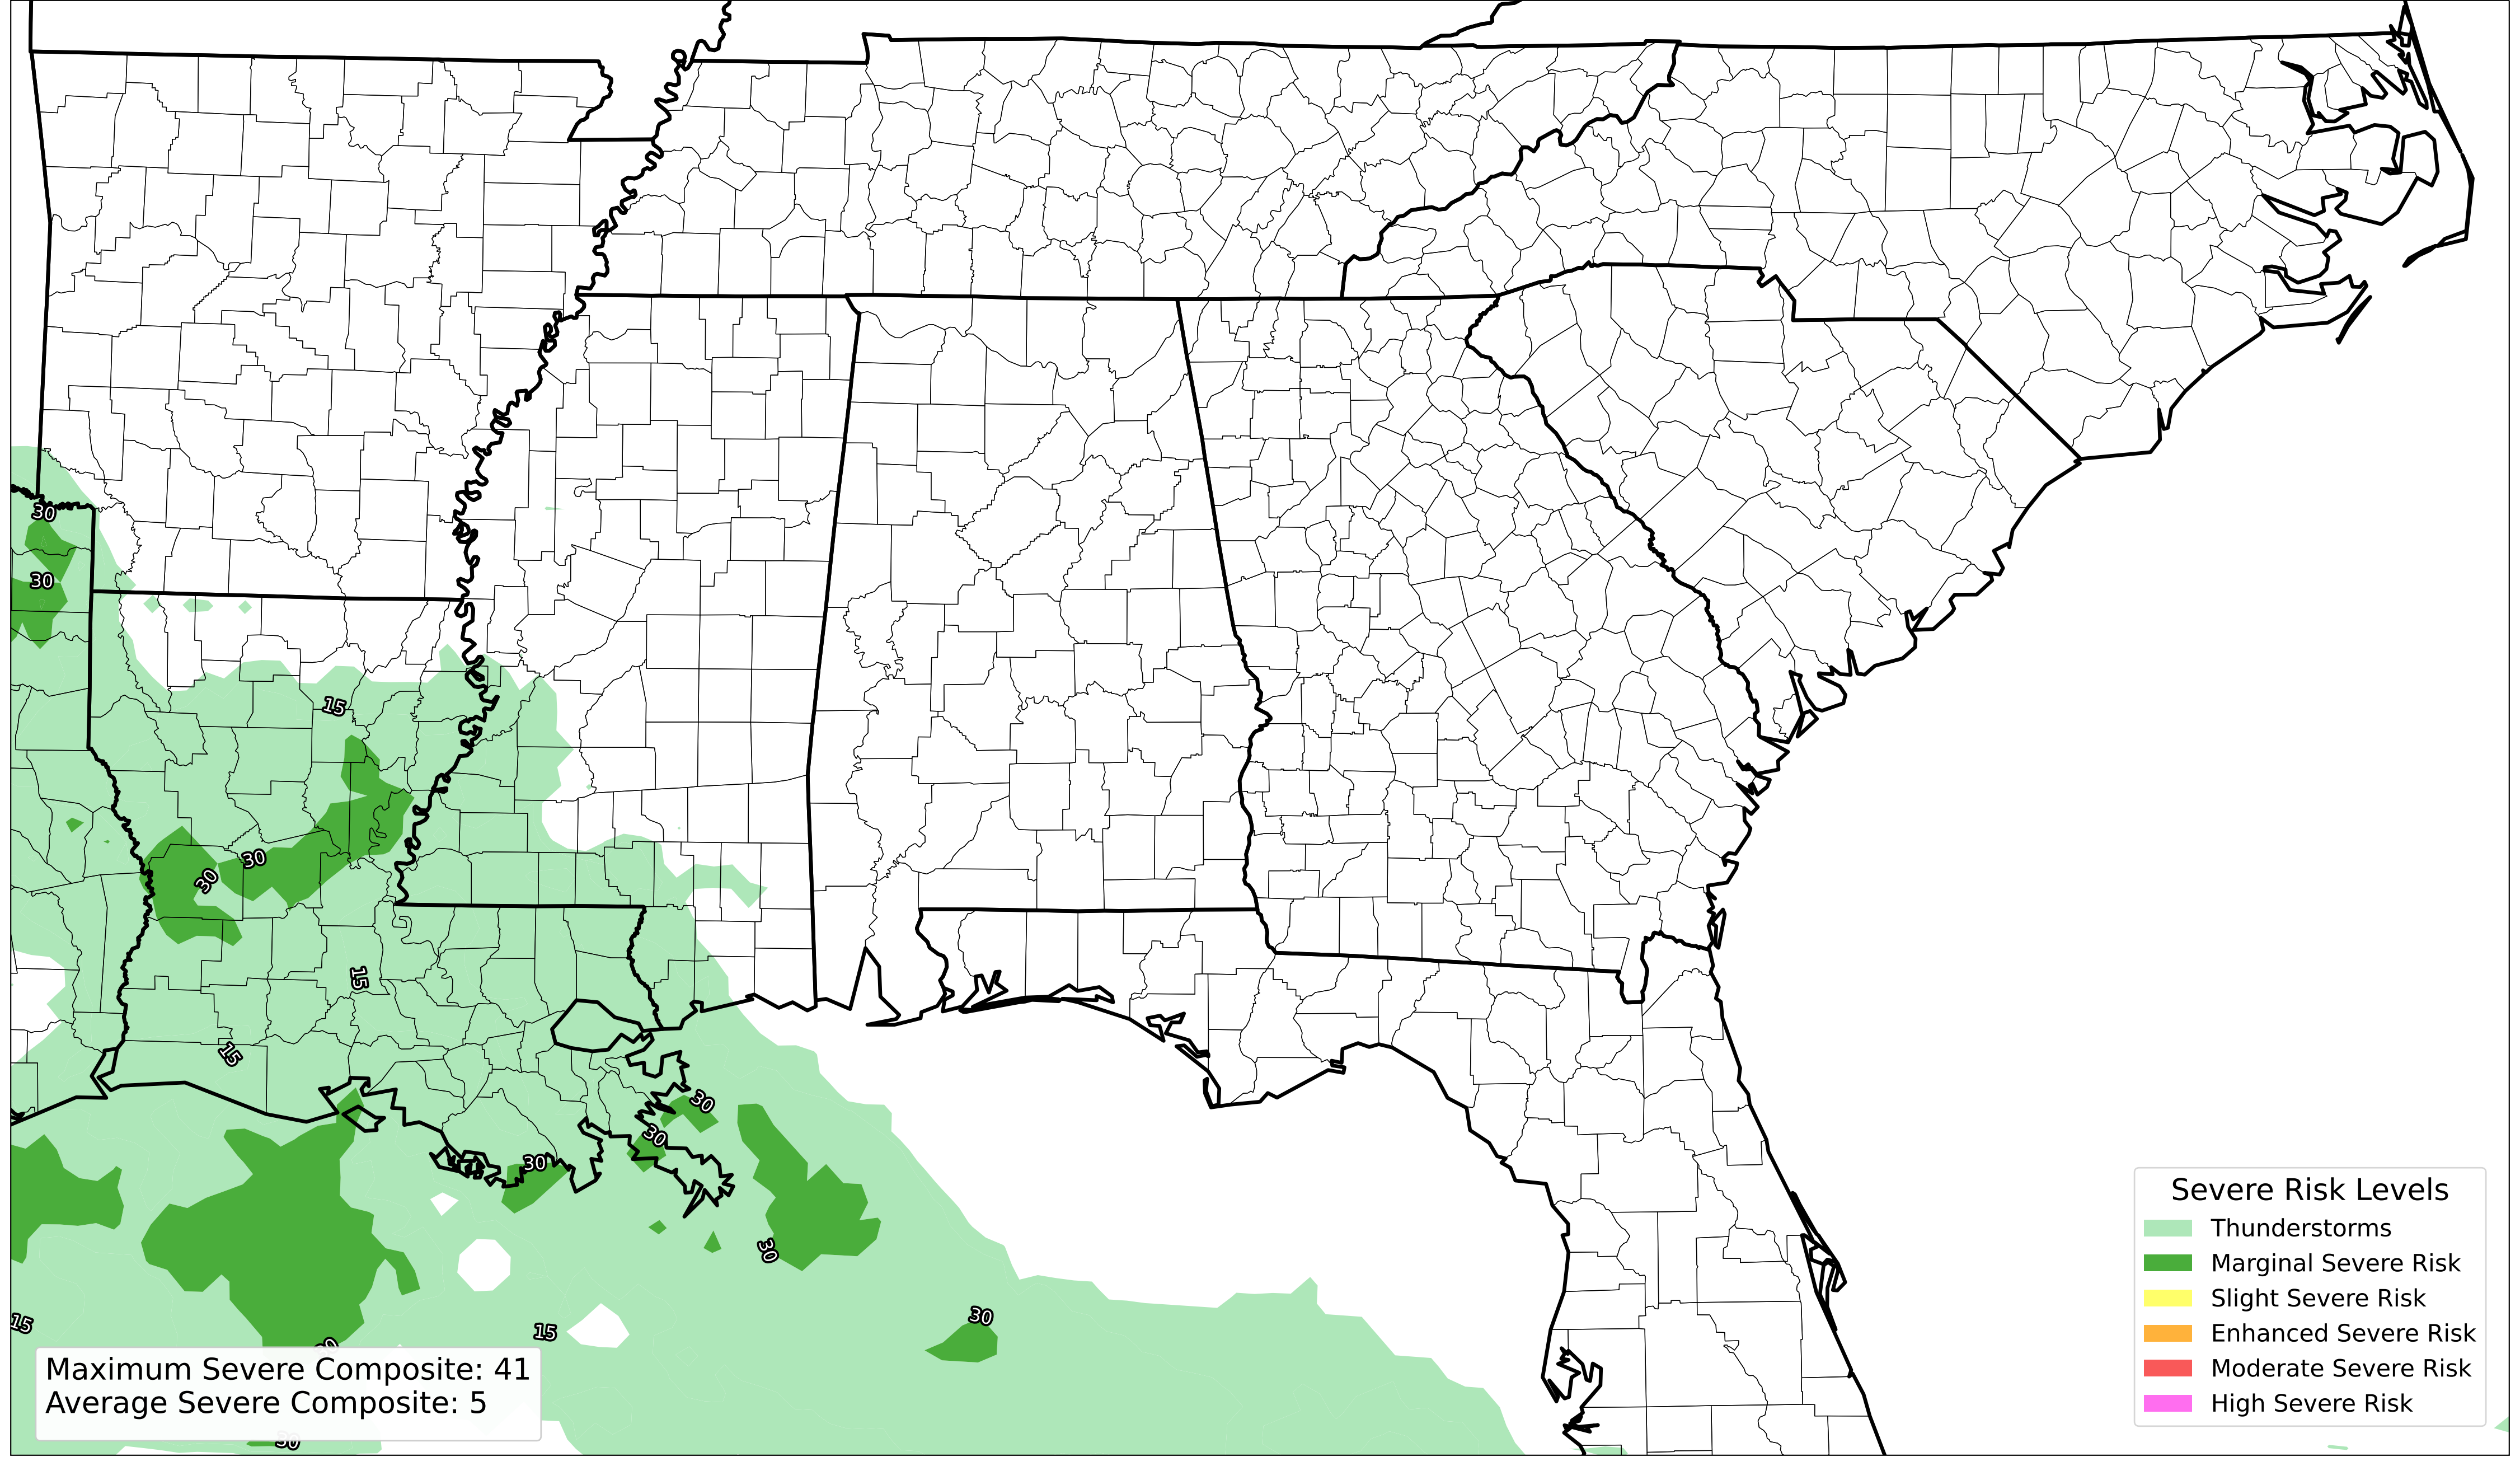 30
30
15
30
30
15
15
30
30
30
30
30
15
15
Severe Risk Levels
Thunderstorms
Marginal Severe Risk
Slight Severe Risk
Enhanced Severe Risk
Moderate Severe Risk
High Severe Risk
Maximum Severe Composite: 41
Average Severe Composite: 5